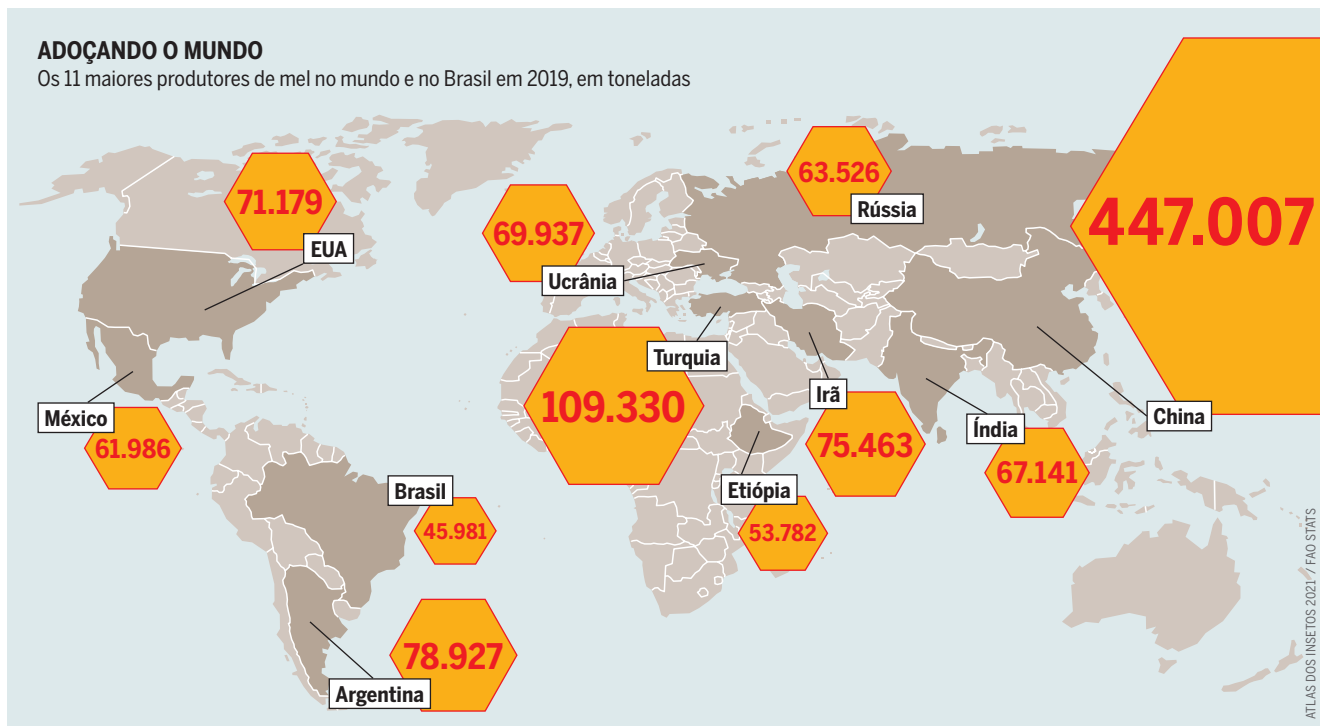 ADOÇANDO O MUNDO
Os 11 maiores produtores de mel no mundo e no Brasil em 2019, em toneladas
71.179
EUA
69.937
Ucrânia
63.526
Rússia
447.007
China
México
61.986
109.330
Turquia
Irã
75.463
Índia
67.141
Brasil
45.981
Etiópia
53.782
78.927
Argentina
ATLAS DOS INSETOS 2021 / FAO STATS